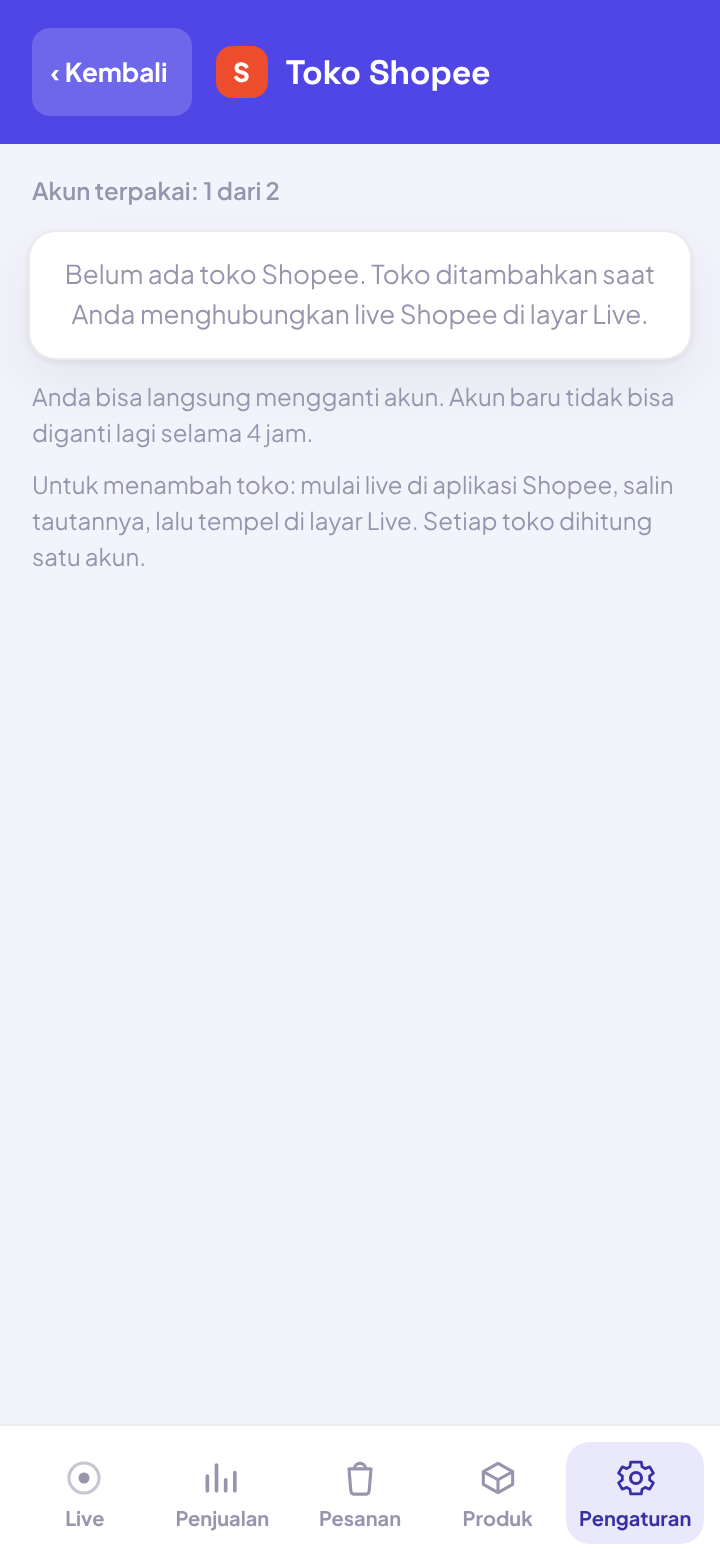 ‹ Kembali
S
Toko Shopee
Akun terpakai: 1 dari 2
Belum ada toko Shopee. Toko ditambahkan saat
Anda menghubungkan live Shopee di layar Live.
Anda bisa langsung mengganti akun. Akun baru tidak bisa
diganti lagi selama 4 jam.
Untuk menambah toko: mulai live di aplikasi Shopee, salin
tautannya, lalu tempel di layar Live. Setiap toko dihitung
satu akun.
Live
Penjualan
Pesanan
Produk
Pengaturan